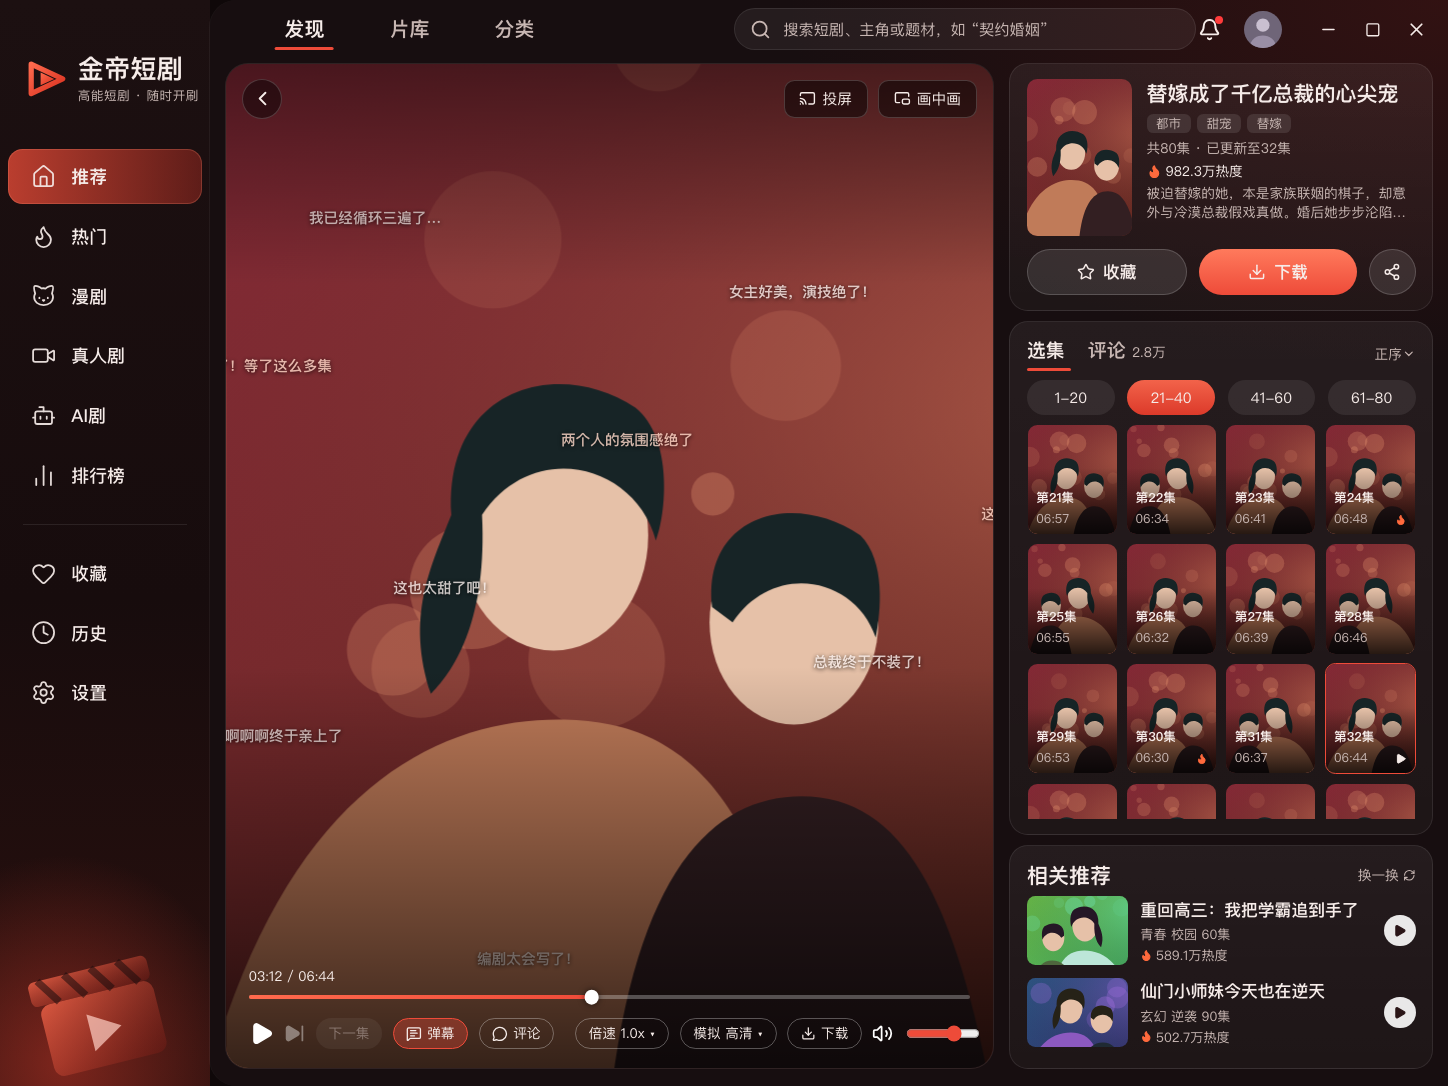 金帝短剧
高能短剧 · 随时开刷
推荐
热门
漫剧
真人剧
AI剧
排行榜
收藏
历史
设置
发现
片库
分类
搜索短剧、主角或题材，如 “契约婚姻”
投屏
画中画
我已经循环三遍了…
女主好美，演技绝了！
！等了这么多集
两个人的氛围感绝了
这
这也太甜了吧！
总裁终于不装了！
啊啊啊终于亲上了
编剧太会写了！
03:12 / 06:44
下一集
弹幕
评论
倍速 1.0x
模拟 高清
下载
替嫁成了千亿总裁的心尖宠
都市 甜宠 替嫁
共80集 · 已更新至32集
982.3万热度
被迫替嫁的她，本是家族联姻的棋子，却意
外与冷漠总裁假戏真做。婚后她步步沦陷…
收藏
下载
选集
评论 2.8万
正序
1–20
21–40
41–60
61–80
第21集
06:57
第22集
06:34
第23集
06:41
第24集
06:48
第25集
06:55
第26集
06:32
第27集
06:39
第28集
06:46
第29集
06:53
第30集
06:30
第31集
06:37
第32集
06:44
相关推荐
换一换
重回高三：我把学霸追到手了
青春 校园 60集
589.1万热度
仙门小师妹今天也在逆天
玄幻 逆袭 90集
502.7万热度